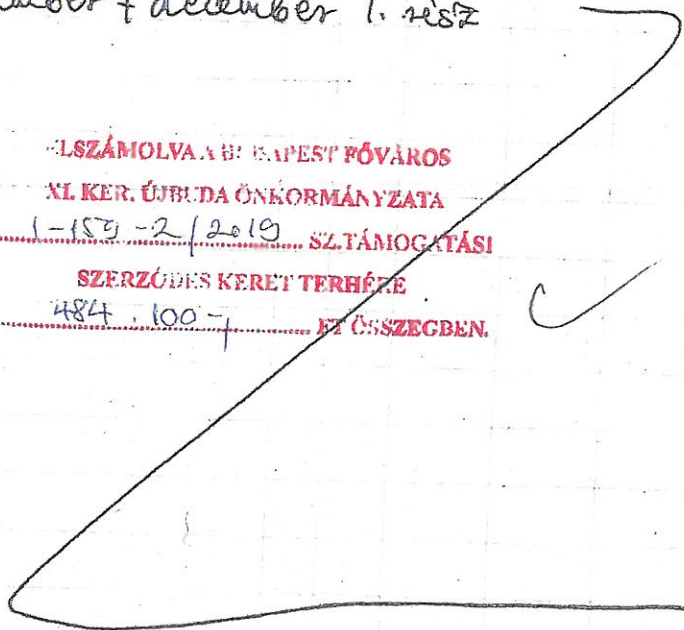 december 1. rész
ELSZÁMOLVA A BUDAPEST FŐVÁROS
XI. KER. ÚJBUDA ÖNKORMÁNYZATA
1-159-2/2019 SZ. TÁMOGATÁSI
SZERZŐDÉS KERET TERHÉRE
484.100-, FT ÖSSZEGBEN.